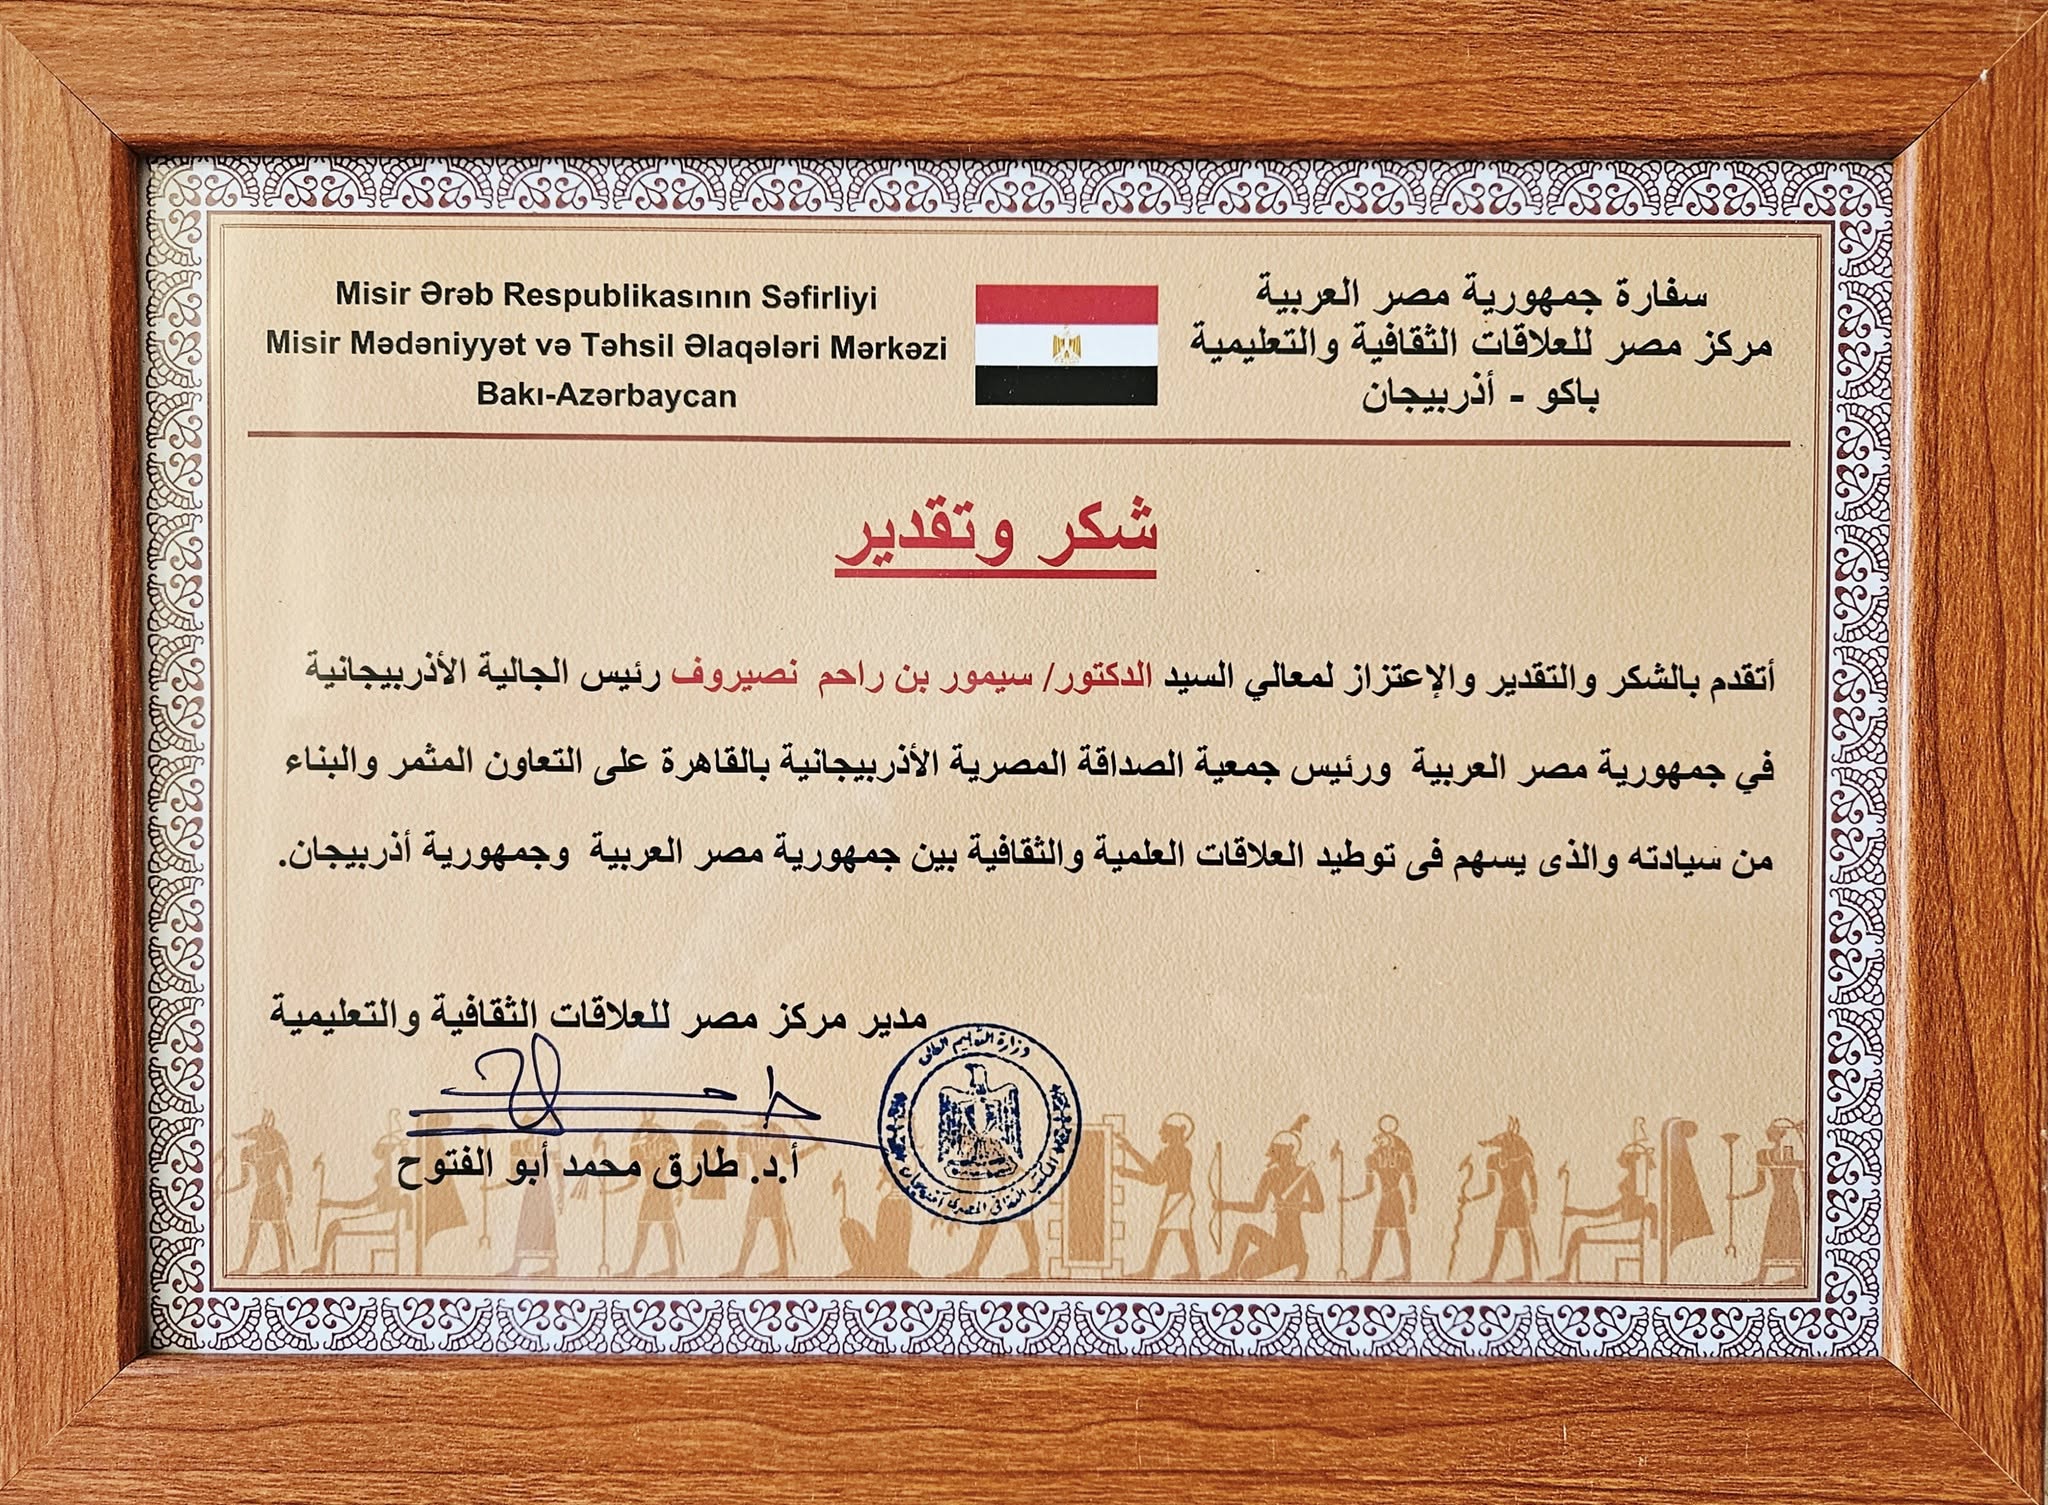 Misir Ərəb Respublikasının Səfirliyi
Misir Mədəniyyət və Təhsil Əlaqələri Mərkəzi
Bakı-Azərbaycan
سفارة جمهورية مصر العربية
مركز مصر للعلاقات الثقافية والتعليمية
باكو - أذربيجان
شكر وتقدير
أتقدم بالشكر والتقدير والإعتزاز لمعالي السيد الدكتور/ سيمور بن راحم نصيروف رئيس الجالية الأذربيجانية
في جمهورية مصر العربية ورئيس جمعية الصداقة المصرية الأذربيجانية بالقاهرة على التعاون المثمر والبناء
من سيادته والذى يسهم فى توطيد العلاقات العلمية والثقافية بين جمهورية مصر العربية وجمهورية أذربيجان.
مدير مركز مصر للعلاقات الثقافية والتعليمية
أ.د. طارق محمد أبو الفتوح
وزارة التعليم العالى